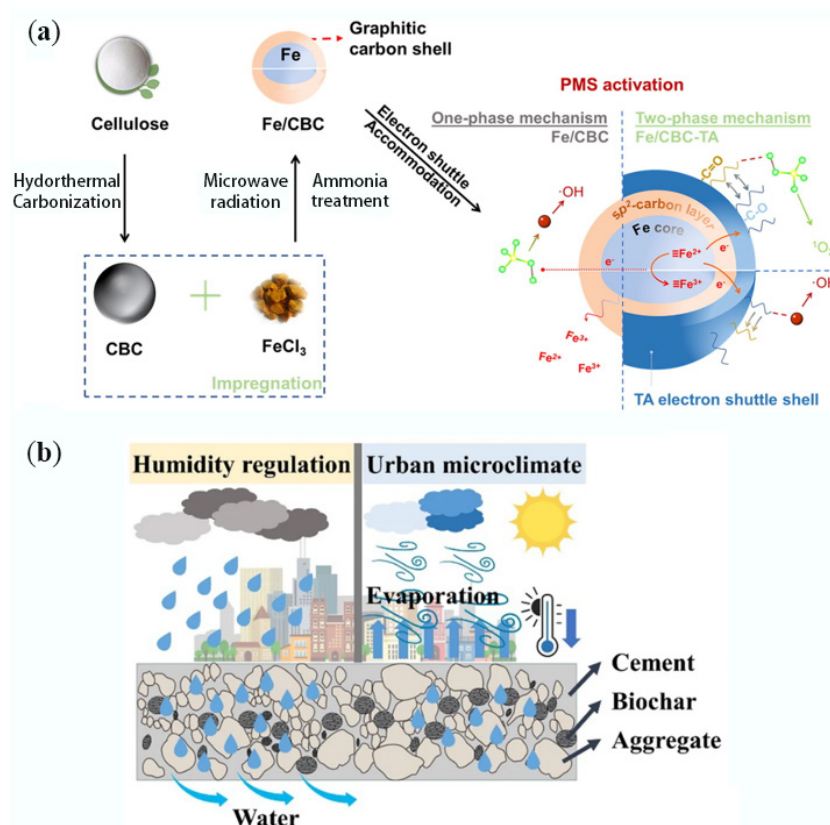 (a)
Cellulose
Fe
Graphitic
carbon shell
Fe/CBC
Hydorthermal
Carbonization
Microwave
radiation
Ammonia
treatment
CBC
+
FeCl₃
Impregnation
Electron shuttle
Accommodation
PMS activation
One-phase mechanism
Fe/CBC
Two-phase mechanism
Fe/CBC-TA
·OH
sp²-carbon layer
Fe core
e⁻
≡Fe²⁺
≡Fe³⁺
e⁻
e⁻
C=O
C-O
¹O₂
·OH
Fe³⁺
Fe²⁺
Fe³⁺
TA electron shuttle shell
(b)
Humidity regulation
Urban microclimate
Evaporation
Cement
Biochar
Aggregate
Water